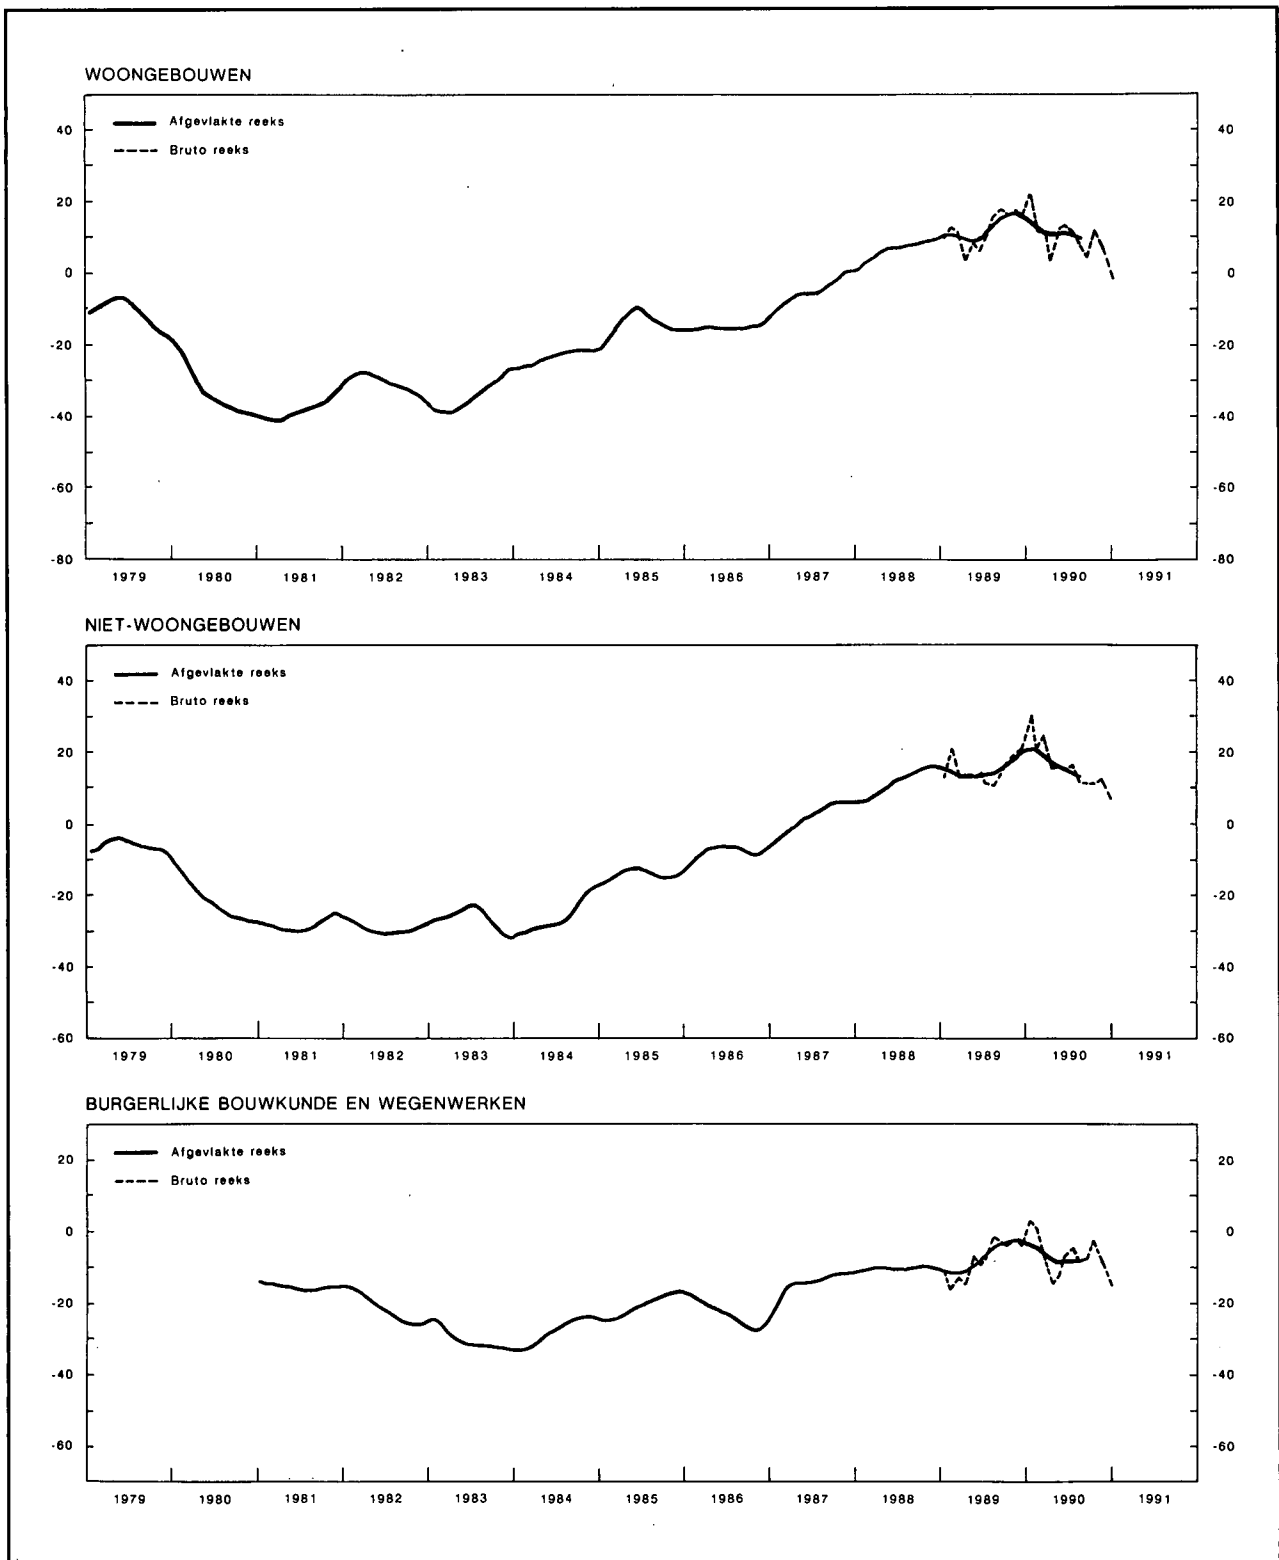 WOONGEBOUWEN
Afgevlakte reeks
Bruto reeks
40 40
20 20
0 0
-20 -20
-40 -40
-60 -60
-80 -80
1979 1980 1981 1982 1983 1984 1985 1986 1987 1988 1989 1990 1991
NIET-WOONGEBOUWEN
Afgevlakte reeks
Bruto reeks
40 40
20 20
0 0
-20 -20
-40 -40
-60 -60
1979 1980 1981 1982 1983 1984 1985 1986 1987 1988 1989 1990 1991
BURGERLIJKE BOUWKUNDE EN WEGENWERKEN
Afgevlakte reeks
Bruto reeks
20 20
0 0
-20 -20
-40 -40
-60 -60
1979 1980 1981 1982 1983 1984 1985 1986 1987 1988 1989 1990 1991